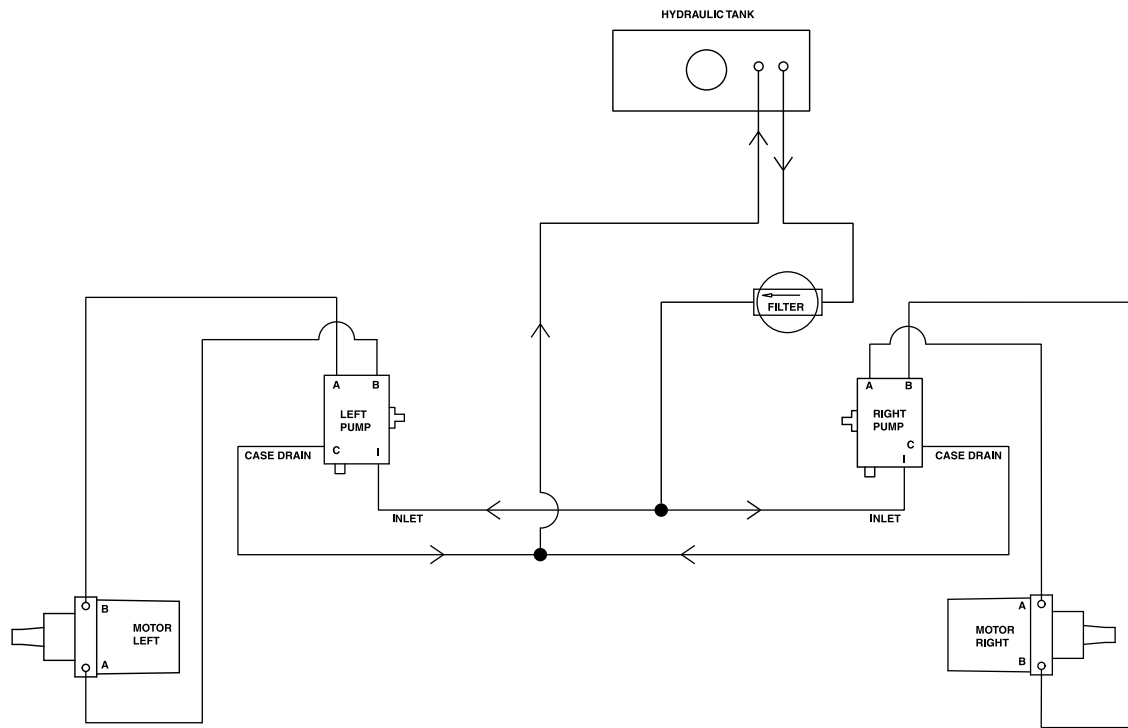 HYDRAULIC TANK
FILTER
A B
LEFT
PUMP
C I
CASE DRAIN
INLET
A B
RIGHT
PUMP
C
I
CASE DRAIN
INLET
B
MOTOR
LEFT
A
A
MOTOR
RIGHT
B